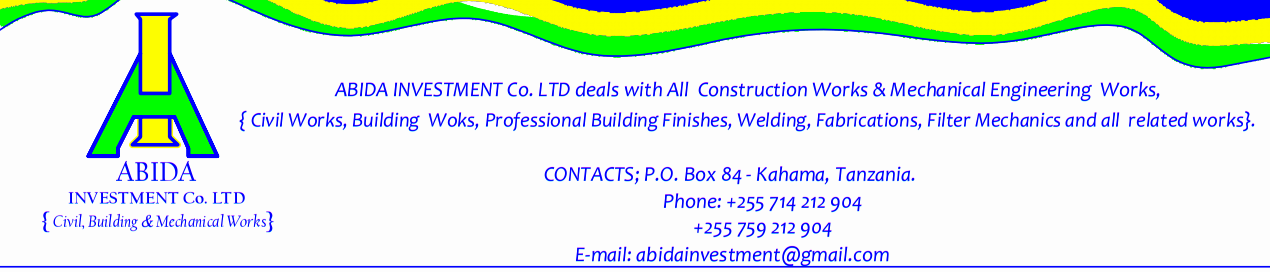 ABIDA
INVESTMENT Co. LTD
{ Civil, Building & Mechanical Works}
ABIDA INVESTMENT Co. LTD deals with All Construction Works & Mechanical Engineering Works,
{ Civil Works, Building Woks, Professional Building Finishes, Welding, Fabrications, Filter Mechanics and all related works}.
CONTACTS; P.O. Box 84 - Kahama, Tanzania.
Phone: +255 714 212 904
+255 759 212 904
E-mail: abidainvestment@gmail.com